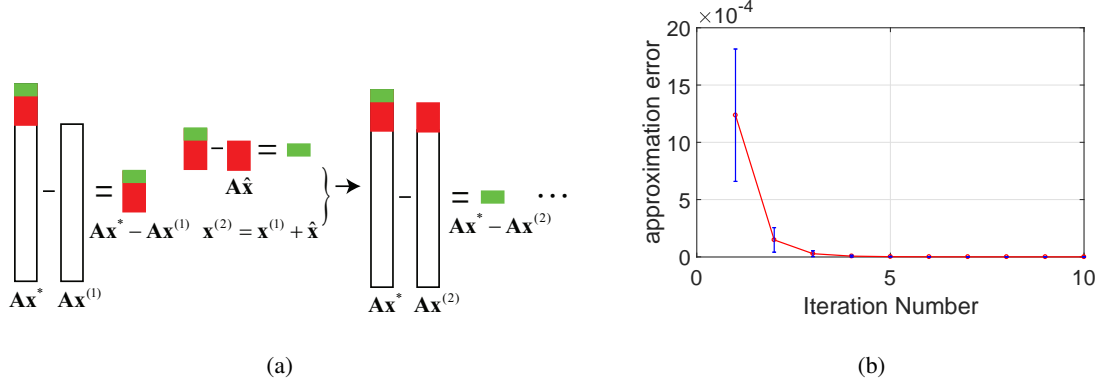 − = 
Ax* − Ax⁽¹⁾
− =
Ax̂
x⁽²⁾ = x⁽¹⁾ + x̂
}
Ax*
Ax⁽¹⁾
− = ⋯
Ax* − Ax⁽²⁾
Ax*
Ax⁽²⁾
(a)
×10⁻⁴
20
15
10
5
0
approximation error
0 5 10
Iteration Number
(b)